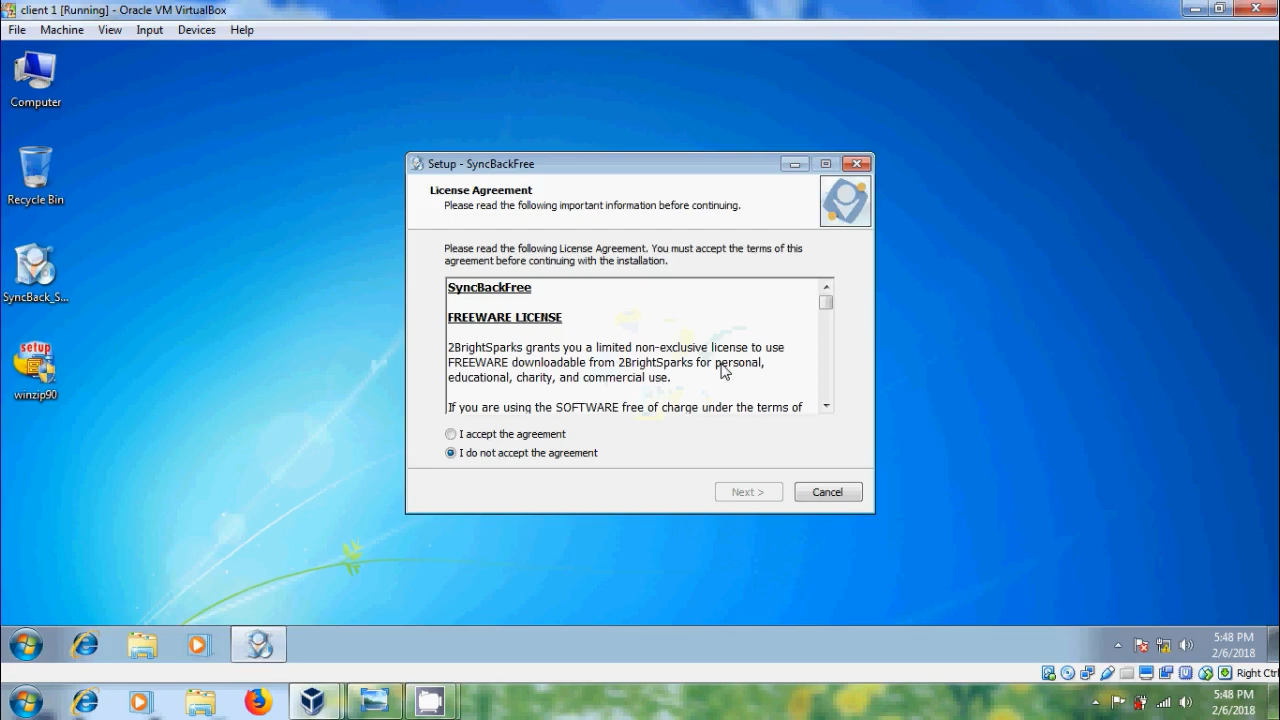 client 1 [Running] - Oracle VM VirtualBox
File Machine View Input Devices Help
Computer
Recycle Bin
SyncBack_S...
setup
winzip90
Setup - SyncBackFree
License Agreement
Please read the following important information before continuing.
Please read the following License Agreement. You must accept the terms of this
agreement before continuing with the installation.
SyncBackFree
FREEWARE LICENSE
2BrightSparks grants you a limited non-exclusive license to use
FREEWARE downloadable from 2BrightSparks for personal,
educational, charity, and commercial use.
If you are using the SOFTWARE free of charge under the terms of
I accept the agreement
I do not accept the agreement
Next >
Cancel
5:48 PM
2/6/2018
Right Ctrl
5:48 PM
2/6/2018